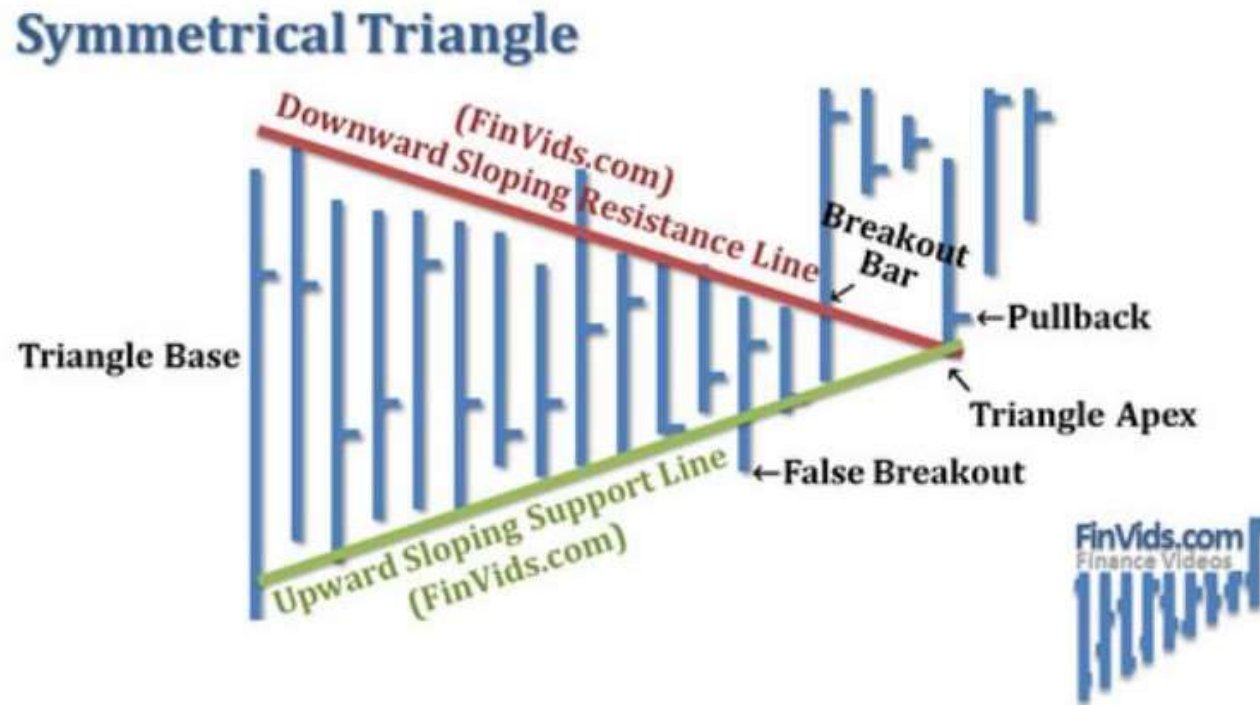 Symmetrical Triangle
(FinVids.com)
Downward Sloping Resistance Line
Breakout
Bar
←Pullback
Triangle Base
Triangle Apex
←False Breakout
Upward Sloping Support Line
(FinVids.com)
FinVids.com
Finance Videos